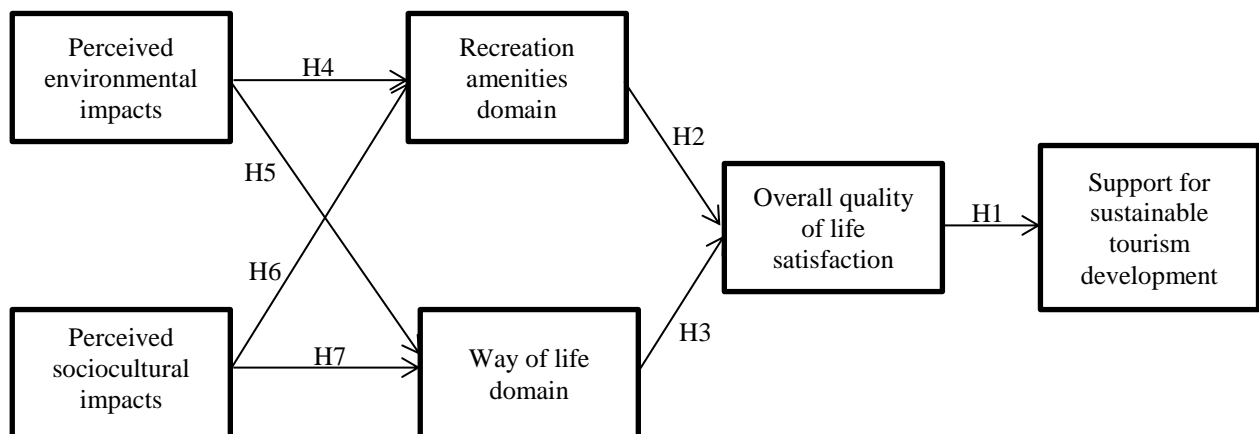 Perceived
environmental
impacts
H4
Recreation
amenities
domain
H2
H5
Overall quality
of life
satisfaction
H1
Support for
sustainable
tourism
development
H6
Perceived
sociocultural
impacts
H7
Way of life
domain
H3